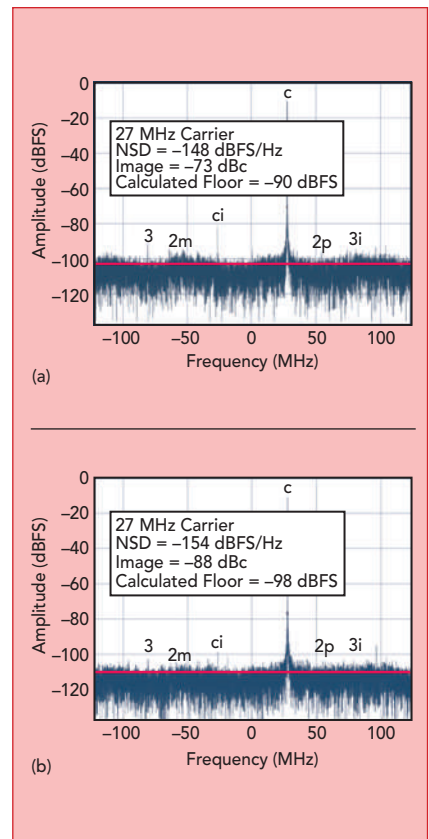 0
−20
−40
−60
−80
−100
−120
Amplitude (dBFS)
c
27 MHz Carrier
NSD = −148 dBFS/Hz
Image = −73 dBc
Calculated Floor = −90 dBFS
ci
3
2m
2p
3i
−100
−50
0
50
100
Frequency (MHz)
(a)
0
−20
−40
−60
−80
−100
−120
Amplitude (dBFS)
c
27 MHz Carrier
NSD = −154 dBFS/Hz
Image = −88 dBc
Calculated Floor = −98 dBFS
3
2m
ci
2p
3i
−100
−50
0
50
100
Frequency (MHz)
(b)